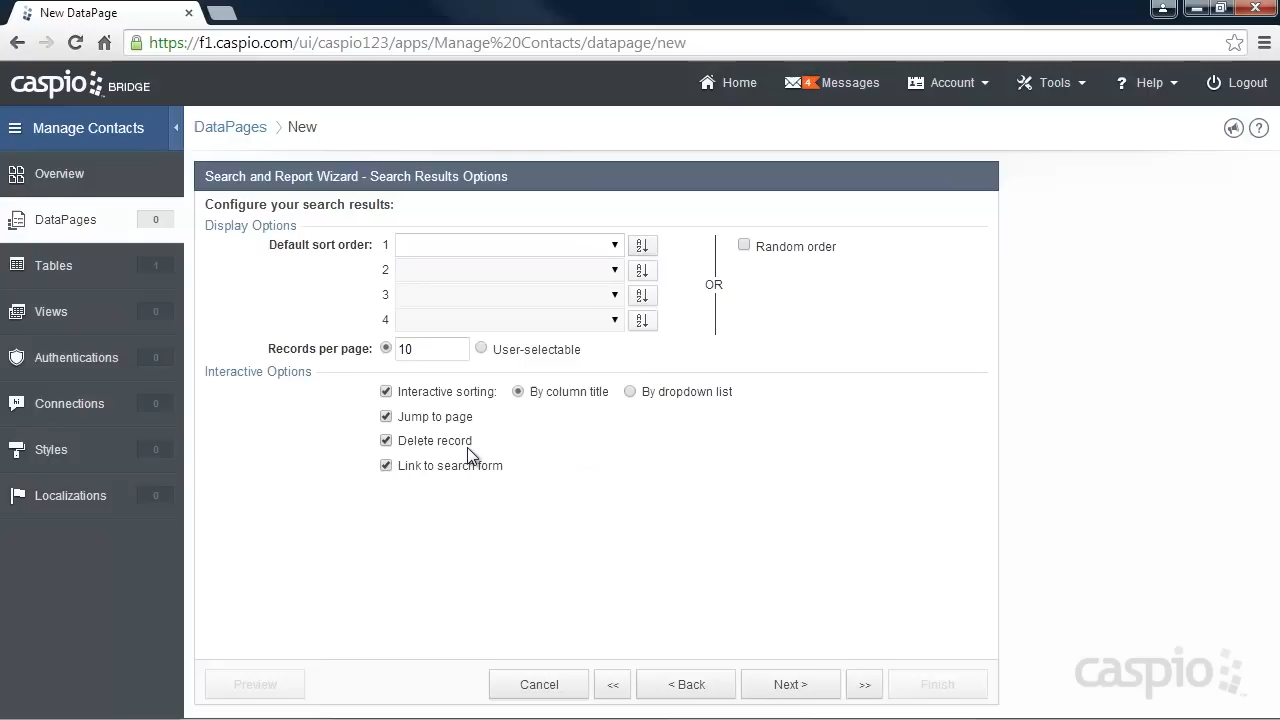 New DataPage
https://f1.caspio.com/ui/caspio123/apps/Manage%20Contacts/datapage/new
caspio BRIDGE
Home
4 Messages
Account
Tools
? Help
Logout
Manage Contacts
DataPages > New
?
Overview
DataPages 0
Tables 1
Views 0
Authentications 0
Connections 0
Styles 0
Localizations 0
Search and Report Wizard - Search Results Options
Configure your search results:
Display Options
Default sort order: 1
Random order
2
OR
3
4
Records per page: 10 User-selectable
Interactive Options
Interactive sorting: By column title By dropdown list
Jump to page
Delete record
Link to search form
Preview
Cancel
<<
< Back
Next >
>>
Finish
caspio